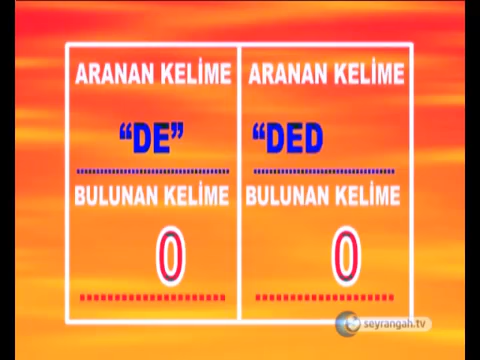 ARANAN KELİME
“DE”
BULUNAN KELİME
0
ARANAN KELİME
“DED
BULUNAN KELİME
0
seyrangah.tv